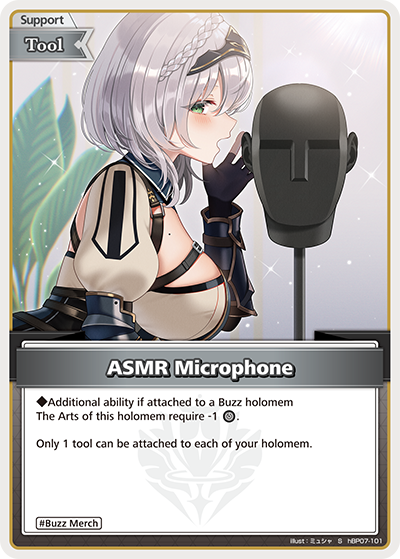 Support
Tool
ASMR Microphone
◆Additional ability if attached to a Buzz holomem
The Arts of this holomem require -1 .
Only 1 tool can be attached to each of your holomem.
#Buzz Merch
illust：ミュシャ S hBP07-101